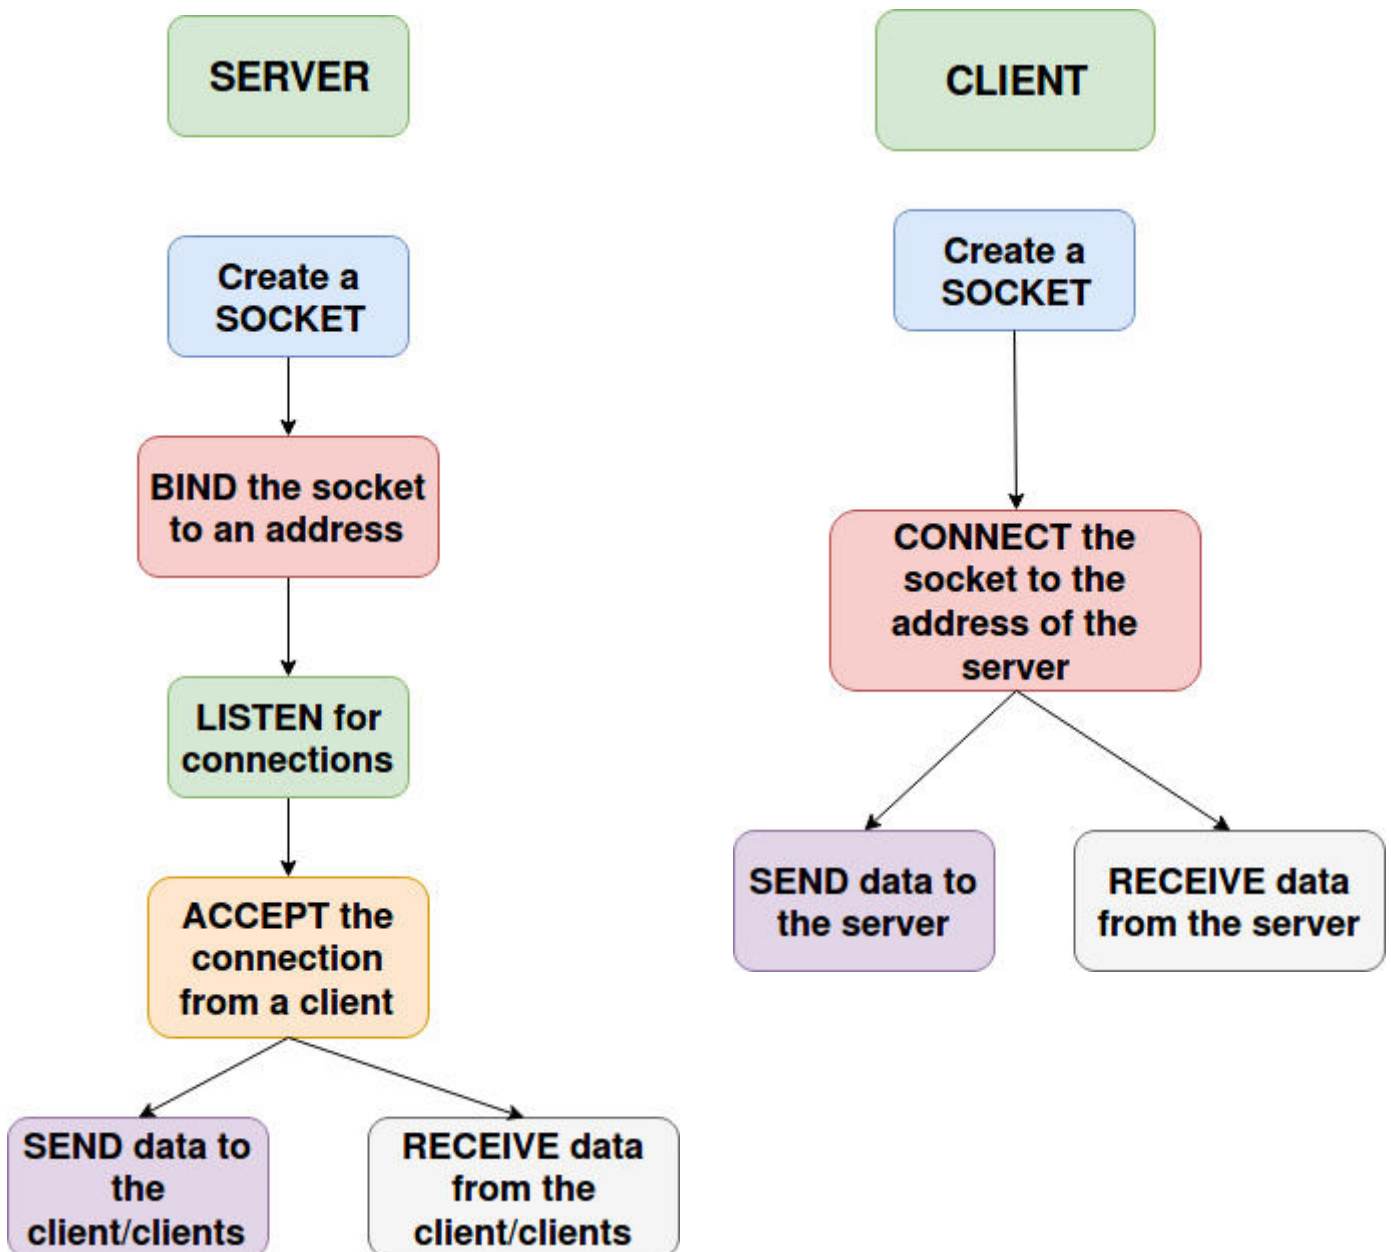 SERVER
Create a
SOCKET
BIND the socket
to an address
LISTEN for
connections
ACCEPT the
connection
from a client
SEND data to
the
client/clients
RECEIVE data
from the
client/clients
CLIENT
Create a
SOCKET
CONNECT the
socket to the
address of the
server
SEND data to
the server
RECEIVE data
from the server